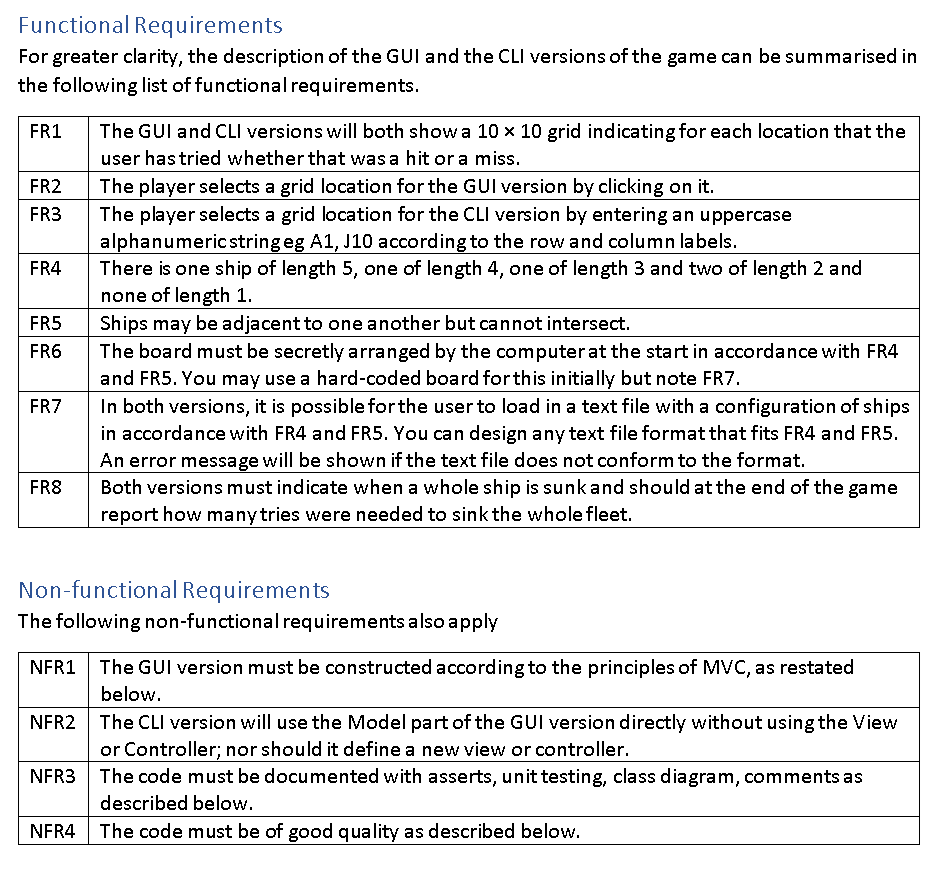 Functional Requirements
For greater clarity, the description of the GUI and the CLI versions of the game can be summarised in
the following list of functional requirements.
FR1 The GUI and CLI versions will both show a 10 × 10 grid indicating for each location that the
user has tried whether that was a hit or a miss.
FR2 The player selects a grid location for the GUI version by clicking on it.
FR3 The player selects a grid location for the CLI version by entering an uppercase
alphanumeric string eg A1, J10 according to the row and column labels.
FR4 There is one ship of length 5, one of length 4, one of length 3 and two of length 2 and
none of length 1.
FR5 Ships may be adjacent to one another but cannot intersect.
FR6 The board must be secretly arranged by the computer at the start in accordance with FR4
and FR5. You may use a hard-coded board for this initially but note FR7.
FR7 In both versions, it is possible for the user to load in a text file with a configuration of ships
in accordance with FR4 and FR5. You can design any text file format that fits FR4 and FR5.
An error message will be shown if the text file does not conform to the format.
FR8 Both versions must indicate when a whole ship is sunk and should at the end of the game
report how many tries were needed to sink the whole fleet.
Non-functional Requirements
The following non-functional requirements also apply
NFR1 The GUI version must be constructed according to the principles of MVC, as restated
below.
NFR2 The CLI version will use the Model part of the GUI version directly without using the View
or Controller; nor should it define a new view or controller.
NFR3 The code must be documented with asserts, unit testing, class diagram, comments as
described below.
NFR4 The code must be of good quality as described below.